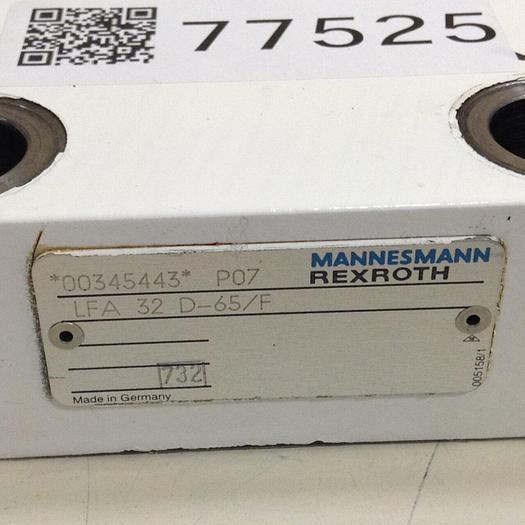 77525
*00345443* P07
MANNESMANN
REXROTH
LFA 32 D-65/F
732
Made in Germany
005158/1